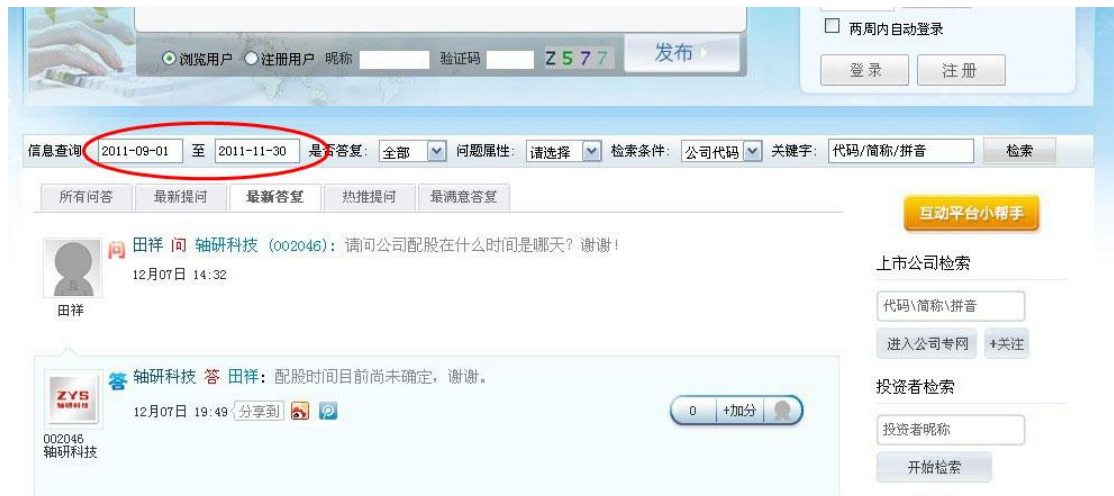 两周内自动登录
浏览用户 注册用户 昵称 验证码 Z577 发布
登录 注册
信息查询 2011-09-01 至 2011-11-30 是否答复: 全部 问题属性: 请选择 检索条件: 公司代码 关键字: 代码/简称/拼音 检索
所有问答 最新提问 最新答复 热推提问 最满意答复
互动平台小帮手
问 田祥 问 轴研科技 (002046): 请问公司配股在什么时间是哪天? 谢谢!
12月07日 14:32
互
田祥
上市公司检索
代码\简称\拼音
进入公司专网 +关注
答 轴研科技 答 田祥: 配股时间目前尚未确定, 谢谢。
ZYS
轴研科技
12月07日 19:49 分享到
0 +加分
002046
轴研科技
投资者检索
投资者昵称
开始检索